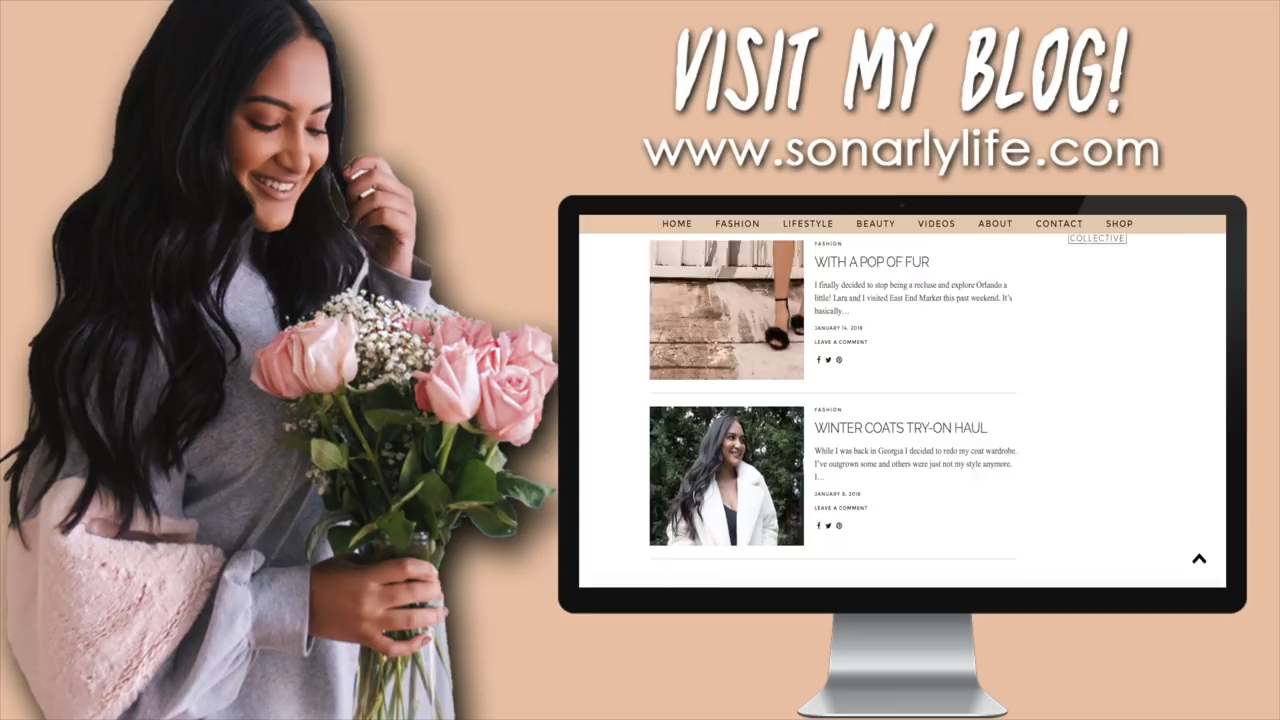 VISIT MY BLOG!
www.sonarlylife.com
HOME FASHION LIFESTYLE BEAUTY VIDEOS ABOUT CONTACT SHOP
COLLECTIVE
FASHION
WITH A POP OF FUR
I finally decided to stop being a recluse and explore Orlando a
little! Lara and I visited East End Market this past weekend. It's
basically…
JANUARY 14, 2018
LEAVE A COMMENT
FASHION
WINTER COATS TRY-ON HAUL
While I was back in Georgia I decided to redo my coat wardrobe.
I've outgrown some and others were just not my style anymore.
I…
JANUARY 8, 2018
LEAVE A COMMENT